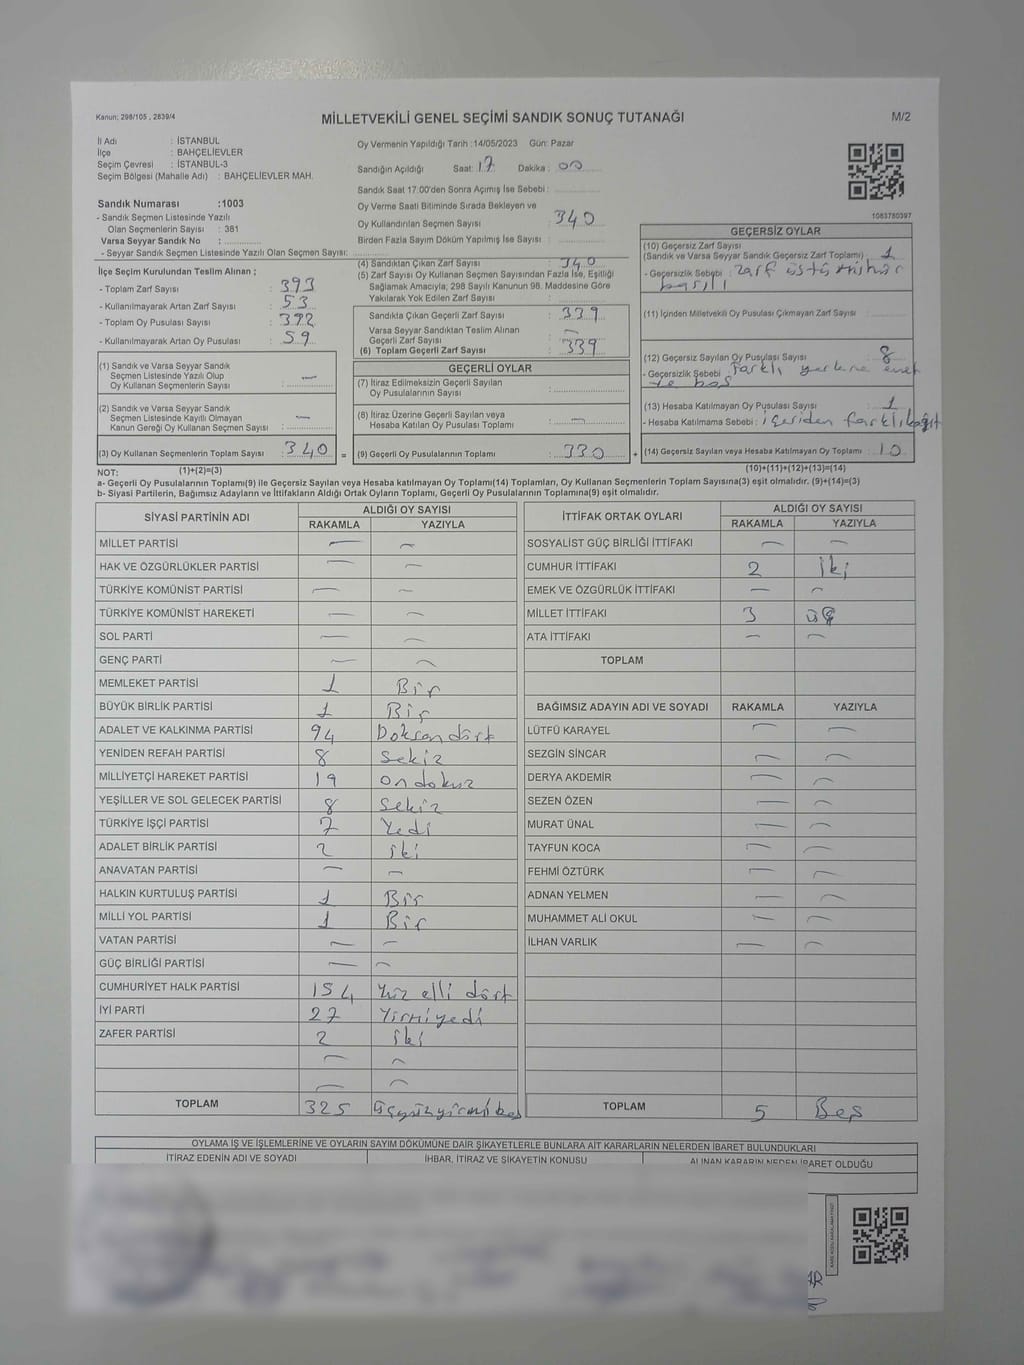 Kanun: 298/105 , 2839/4
MİLLETVEKİLİ GENEL SEÇİMİ SANDIK SONUÇ TUTANAĞI
M/2
İl Adı : İSTANBUL
İlçe : BAHÇELİEVLER
Seçim Çevresi : İSTANBUL-3
Seçim Bölgesi (Mahalle Adı) : BAHÇELİEVLER MAH.
Sandık Numarası :1003
- Sandık Seçmen Listesinde Yazılı
Olan Seçmenlerin Sayısı : 381
Varsa Seyyar Sandık No :
- Seyyar Sandık Seçmen Listesinde Yazılı Olan Seçmen Sayısı:
Oy Vermenin Yapıldığı Tarih :14/05/2023 Gün: Pazar
Sandığın Açıldığı Saat: 17 Dakika : 00
Sandık Saat 17:00'den Sonra Açımış İse Sebebi :
Oy Verme Saati Bitiminde Sırada Bekleyen ve
Oy Kullandırılan Seçmen Sayısı 340
Birden Fazla Sayım Döküm Yapılmış İse Sayısı :
1083780397
İlçe Seçim Kurulundan Teslim Alınan ;
- Toplam Zarf Sayısı : 393
- Kullanılmayarak Artan Zarf Sayısı : 53
- Toplam Oy Pusulası Sayısı : 392
- Kullanılmayarak Artan Oy Pusulası : 59
(4) Sandıktan Çıkan Zarf Sayısı : 340
(5) Zarf Sayısı Oy Kullanan Seçmen Sayısından Fazla İse, Eşitliği
Sağlamak Amacıyla, 298 Sayılı Kanunun 98. Maddesine Göre
Yakılarak Yok Edilen Zarf Sayısı :
Sandıkta Çıkan Geçerli Zarf Sayısı : 339
Varsa Seyyar Sandıktan Teslim Alınan
Geçerli Zarf Sayısı : —
(6) Toplam Geçerli Zarf Sayısı : 339
GEÇERSİZ OYLAR
(10) Geçersiz Zarf Sayısı
(Sandık ve Varsa Seyyar Sandık Geçersiz Zarf Toplamı) : 1
- Geçersizlik Sebebi : zarf üstü mühür
basılı
(11) İçinden Milletvekili Oy Pusulası Çıkmayan Zarf Sayısı :
(12) Geçersiz Sayılan Oy Pusulası Sayısı : 8
- Geçersizlik Sebebi : Farklı yerlere evet
ve boş
(13) Hesaba Katılmayan Oy Pusulası Sayısı : 1
- Hesaba Katılmama Sebebi : içeriden farklı kağıt
(14) Geçersiz Sayılan veya Hesaba Katılmayan Oy Toplamı : 10
(1) Sandık ve Varsa Seyyar Sandık
Seçmen Listesinde Yazılı Olup
Oy Kullanan Seçmenlerin Sayısı : —
(2) Sandık ve Varsa Seyyar Sandık
Seçmen Listesinde Kayıtlı Olmayan
Kanun Gereği Oy Kullanan Seçmen Sayısı : —
(3) Oy Kullanan Seçmenlerin Toplam Sayısı : 340 =
GEÇERLİ OYLAR
(7) İtiraz Edilmeksizin Geçerli Sayılan
Oy Pusulalarının Sayısı :
(8) İtiraz Üzerine Geçerli Sayılan veya
Hesaba Katılan Oy Pusulası Toplamı : —
(9) Geçerli Oy Pusulalarının Toplamı : 330 +
NOT: (1)+(2)=(3) (10)+(11)+(12)+(13)=(14)
a- Geçerli Oy Pusulalarının Toplamı(9) ile Geçersiz Sayılan veya Hesaba katılmayan Oy Toplamı(14) Toplamları, Oy Kullanan Seçmenlerin Toplam Sayısına(3) eşit olmalıdır. (9)+(14)=(3)
b- Siyasi Partilerin, Bağımsız Adayların ve İttifakların Aldığı Ortak Oyların Toplamı, Geçerli Oy Pusulalarının Toplamına(9) eşit olmalıdır.
SİYASİ PARTİNİN ADI ALDIĞI OY SAYISI
RAKAMLA YAZIYLA
MİLLET PARTİSİ — —
HAK VE ÖZGÜRLÜKLER PARTİSİ — —
TÜRKİYE KOMÜNİST PARTİSİ — —
TÜRKİYE KOMÜNİST HAREKETİ — —
SOL PARTİ — —
GENÇ PARTİ — —
MEMLEKET PARTİSİ 1 Bir
BÜYÜK BİRLİK PARTİSİ 1 Bir
ADALET VE KALKINMA PARTİSİ 94 Doksan dört
YENİDEN REFAH PARTİSİ 8 Sekiz
MİLLİYETÇİ HAREKET PARTİSİ 19 on dokuz
YEŞİLLER VE SOL GELECEK PARTİSİ 8 Sekiz
TÜRKİYE İŞÇİ PARTİSİ 7 Yedi
ADALET BİRLİK PARTİSİ 2 iki
ANAVATAN PARTİSİ — —
HALKIN KURTULUŞ PARTİSİ 1 Bir
MİLLİ YOL PARTİSİ 1 Bir
VATAN PARTİSİ — —
GÜÇ BİRLİĞİ PARTİSİ — —
CUMHURİYET HALK PARTİSİ 154 Yüz elli dört
İYİ PARTİ 27 Yirmiyedi
ZAFER PARTİSİ 2 iki
— —
— —
TOPLAM 325 üçyüzyirmibeş
İTTİFAK ORTAK OYLARI ALDIĞI OY SAYISI
RAKAMLA YAZIYLA
SOSYALİST GÜÇ BİRLİĞİ İTTİFAKI — —
CUMHUR İTTİFAKI 2 iki
EMEK VE ÖZGÜRLÜK İTTİFAKI — —
MİLLET İTTİFAKI 3 üç
ATA İTTİFAKI — —
TOPLAM
BAĞIMSIZ ADAYIN ADI VE SOYADI RAKAMLA YAZIYLA
LÜTFÜ KARAYEL — —
SEZGİN SİNCAR — —
DERYA AKDEMİR — —
SEZEN ÖZEN — —
MURAT ÜNAL — —
TAYFUN KOCA — —
FEHMİ ÖZTÜRK — —
ADNAN YELMEN — —
MUHAMMET ALİ OKUL — —
İLHAN VARLIK — —
TOPLAM 5 Beş
OYLAMA İŞ VE İŞLEMLERİNE VE OYLARIN SAYIM DÖKÜMÜNE DAİR ŞİKAYETLERLE BUNLARA AİT KARARLARIN NELERDEN İBARET BULUNDUKLARI
İTİRAZ EDENİN ADI VE SOYADI İHBAR, İTİRAZ VE ŞİKAYETİN KONUSU ALINAN KARARIN NEDEN İBARET OLDUĞU